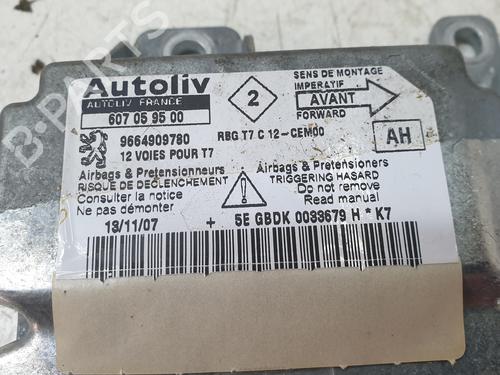 Autoliv
AUTOLIV FRANCE
607 05 95 00
2
SENS DE MONTAGE
IMPERATIF
AVANT
FORWARD
9664909780
RBG T7 C 12-CEM00
12 VOIES POUR T7
AH
Airbags & Pretensionneurs
RISQUE DE DECLENCHEMENT
Consulter la notice
Ne pas démonter
Airbags & Pretensioners
TRIGGERING HASARD
Do not remove
Read manual
13/11/07 + 5E GBDK 0033679 H * K7